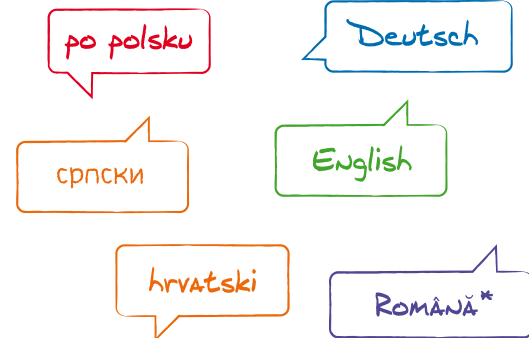 po polsku
Deutsch
српски
English
hrvatski
Română*